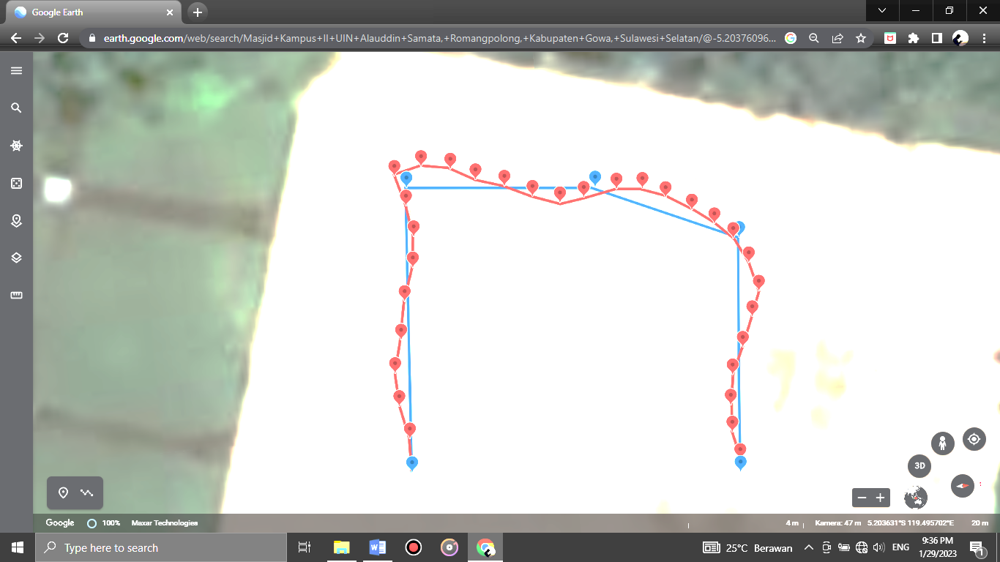 Google Earth
earth.google.com/web/search/Masjid+Kampus+II+UIN+Alauddin+Samata,+Romangpolong,+Kabupaten+Gowa,+Sulawesi+Selatan/@-5.20376096...
3D
Google 100% Maxar Technologies 4 m Kamera: 47 m 5.203631°S 119.495702°E 20 m
Type here to search 25°C Berawan ENG 9:36 PM
1/29/2023
1